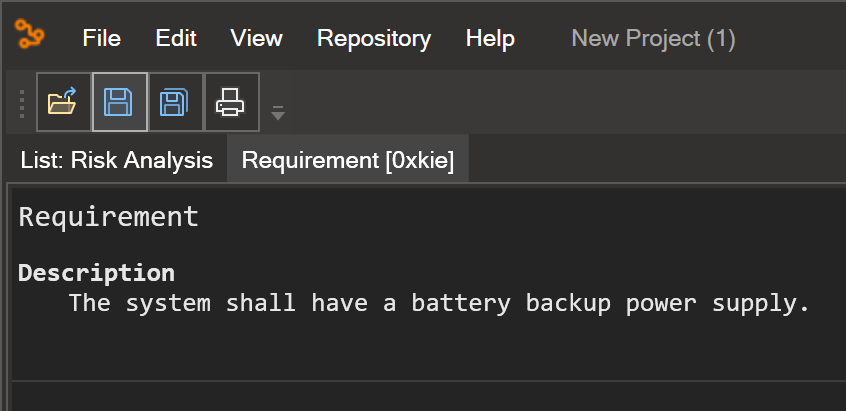 File Edit View Repository Help New Project (1)
List: Risk Analysis Requirement [0xkie]
Requirement
Description
The system shall have a battery backup power supply.